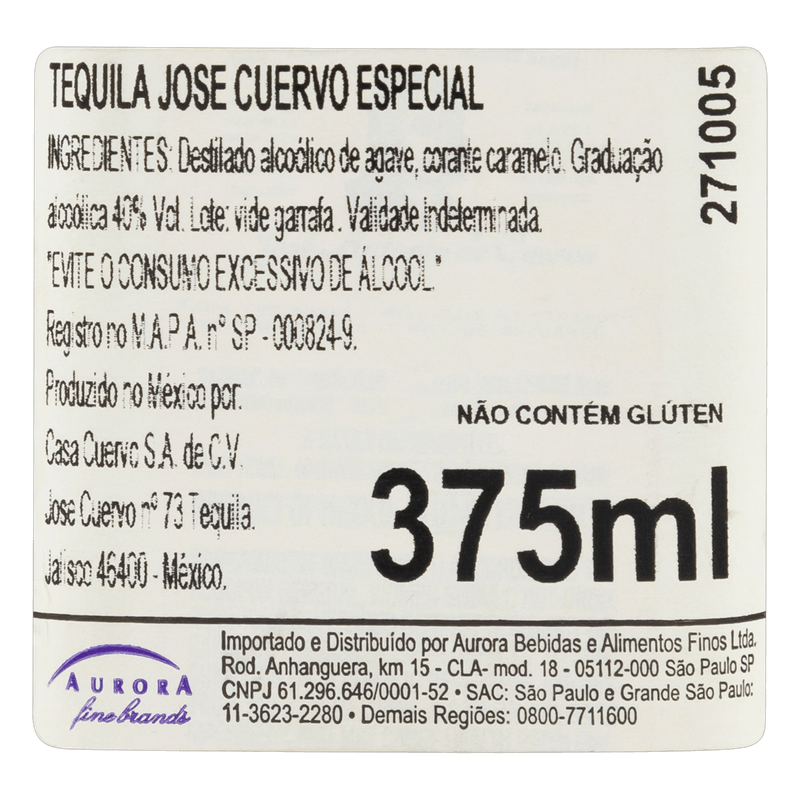 TEQUILA JOSE CUERVO ESPECIAL
271005
INGREDIENTES: Destilado alcoólico de agave, corante caramelo. Graduação
alcoólica 40% Vol. Lote: vide garrafa. Validade Indeterminada.
"EVITE O CONSUMO EXCESSIVO DE ÁLCOOL."
Registro no M.A.P.A. nº SP - 000824-9.
Produzido no México por:
Casa Cuervo S.A. de C.V.
Jose Cuervo nº 73 Tequila.
Jalisco 46400 - México.
NÃO CONTÉM GLÚTEN
375ml
AURORA
fine brands
Importado e Distribuído por Aurora Bebidas e Alimentos Finos Ltda.
Rod. Anhanguera, km 15 - CLA- mod. 18 - 05112-000 São Paulo SP
CNPJ 61.296.646/0001-52 • SAC: São Paulo e Grande São Paulo:
11-3623-2280 • Demais Regiões: 0800-7711600